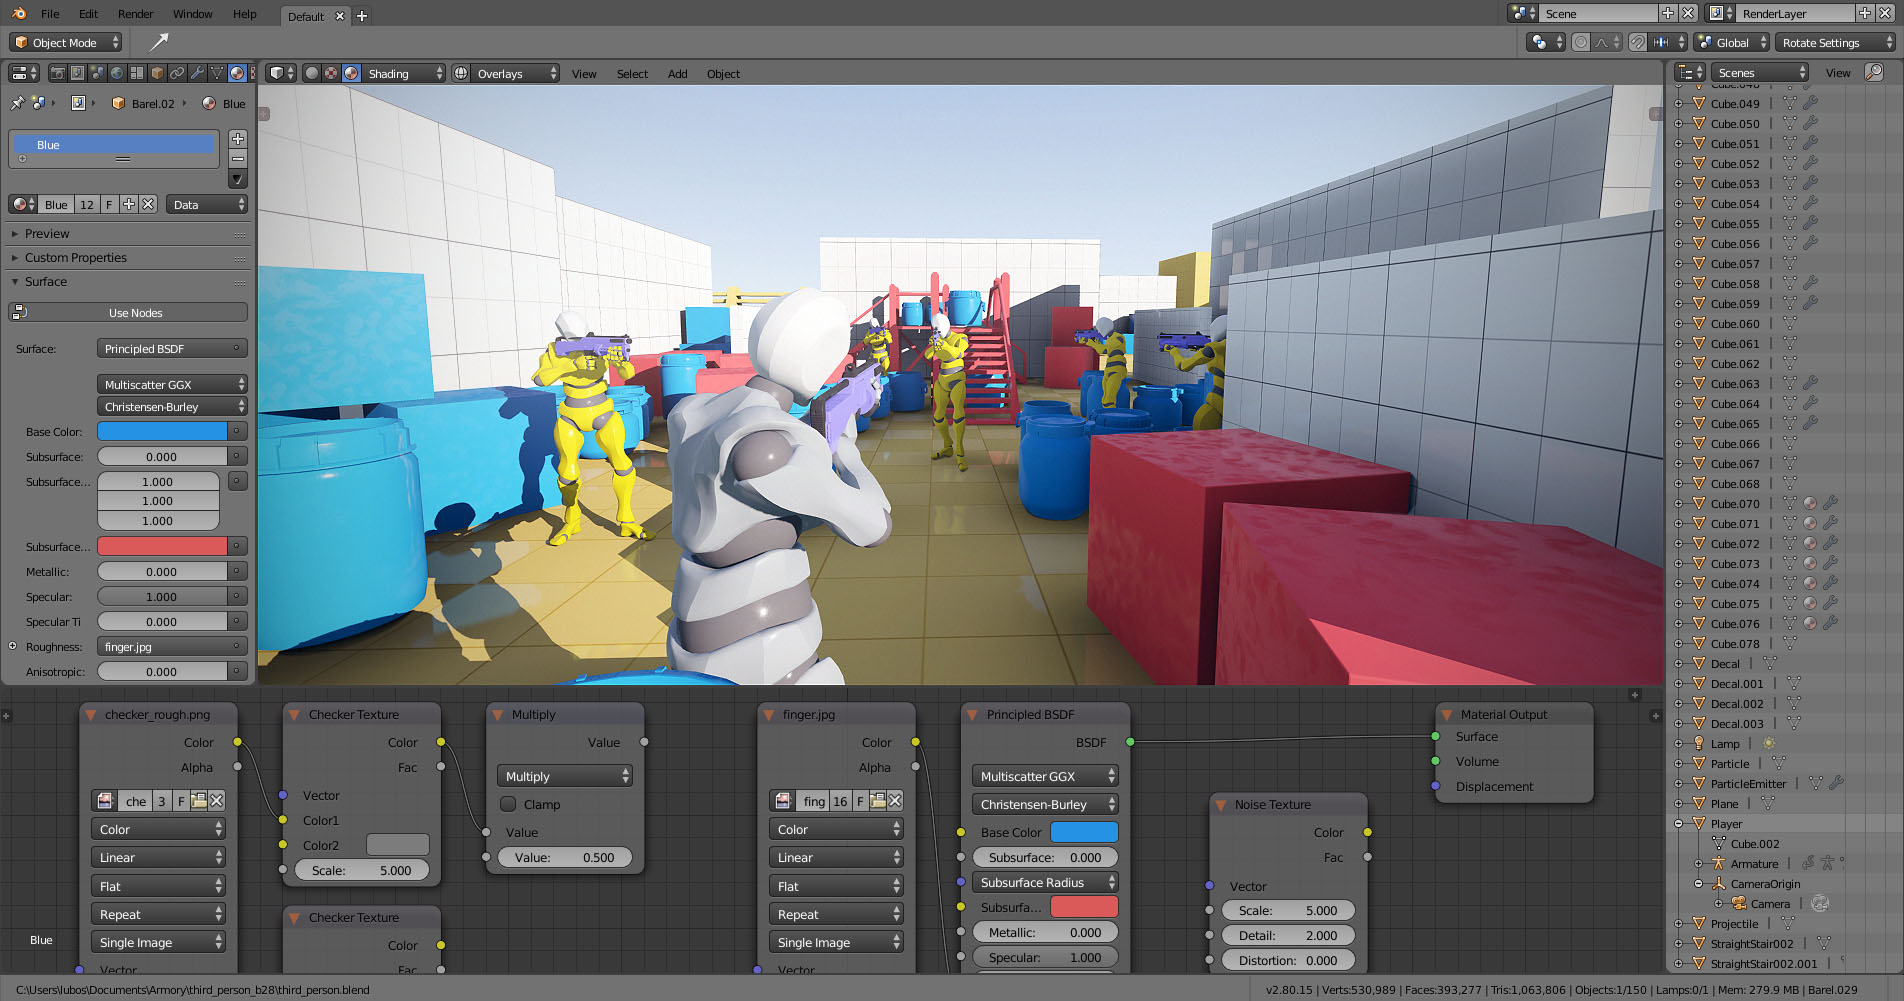 File Edit Render Window Help Default Scene RenderLayer
Object Mode Global Rotate Settings
Shading Overlays View Select Add Object Scenes View
Barel.02 Blue
Blue
Blue 12 F Data
Preview
Custom Properties
Surface
Use Nodes
Surface: Principled BSDF
Multiscatter GGX
Christensen-Burley
Base Color:
Subsurface: 0.000
Subsurface... 1.000
1.000
1.000
Subsurface...
Metallic: 0.000
Specular: 1.000
Specular Ti 0.000
Roughness: finger.jpg
Anisotropic: 0.000
Cube.048
Cube.049
Cube.050
Cube.051
Cube.052
Cube.053
Cube.054
Cube.055
Cube.056
Cube.057
Cube.058
Cube.059
Cube.060
Cube.061
Cube.062
Cube.063
Cube.064
Cube.065
Cube.066
Cube.067
Cube.068
Cube.070
Cube.071
Cube.072
Cube.073
Cube.074
Cube.075
Cube.076
Cube.078
Decal
Decal.001
Decal.002
Decal.003
Lamp
Particle
ParticleEmitter
Plane
Player
Cube.002
Armature
CameraOrigin
Camera
Projectile
StraightStair002
StraightStair002.001
checker_rough.png
Color
Alpha
che 3 F
Color
Linear
Flat
Repeat
Single Image
Vector
Checker Texture
Color
Fac
Vector
Color1
Color2
Scale: 5.000
Checker Texture
Color
Fac
Multiply
Value
Multiply
Clamp
Value
Value: 0.500
finger.jpg
Color
Alpha
fing 16 F
Color
Linear
Flat
Repeat
Single Image
Vector
Principled BSDF
BSDF
Multiscatter GGX
Christensen-Burley
Base Color
Subsurface: 0.000
Subsurface Radius
Subsurfa...
Metallic: 0.000
Specular: 1.000
Noise Texture
Color
Fac
Vector
Scale: 5.000
Detail: 2.000
Distortion: 0.000
Material Output
Surface
Volume
Displacement
Blue
C:\Users\lubos\Documents\Armory\third_person_b28\third_person.blend
v2.80.15 | Verts:530,989 | Faces:393,277 | Tris:1,063,806 | Objects:1/150 | Lamps:0/1 | Mem: 279.9 MB | Barel.029